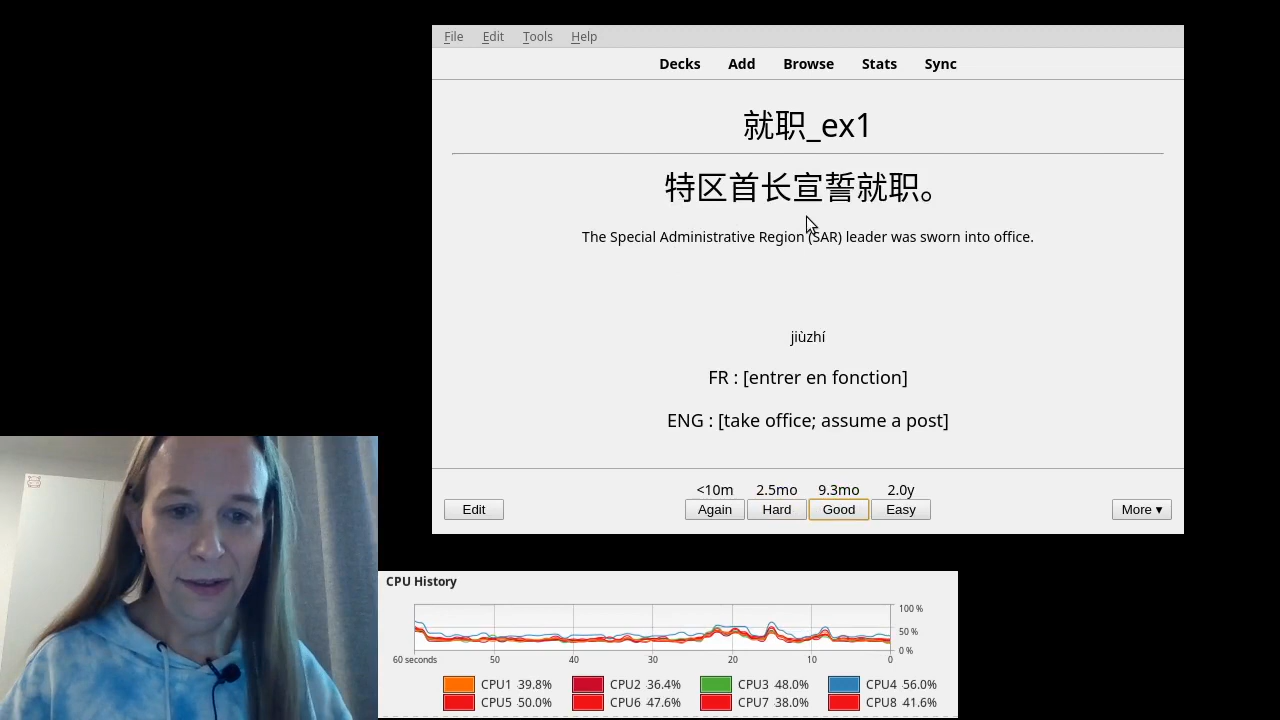 File Edit Tools Help
Decks Add Browse Stats Sync
就职_ex1
特区首长宣誓就职。
The Special Administrative Region (SAR) leader was sworn into office.
jiùzhí
FR : [entrer en fonction]
ENG : [take office; assume a post]
<10m 2.5mo 9.3mo 2.0y
Edit Again Hard Good Easy More ▾
CPU History
100 %
50 %
0 %
60 seconds 50 40 30 20 10 0
CPU1 39.8% CPU2 36.4% CPU3 48.0% CPU4 56.0%
CPU5 50.0% CPU6 47.6% CPU7 38.0% CPU8 41.6%